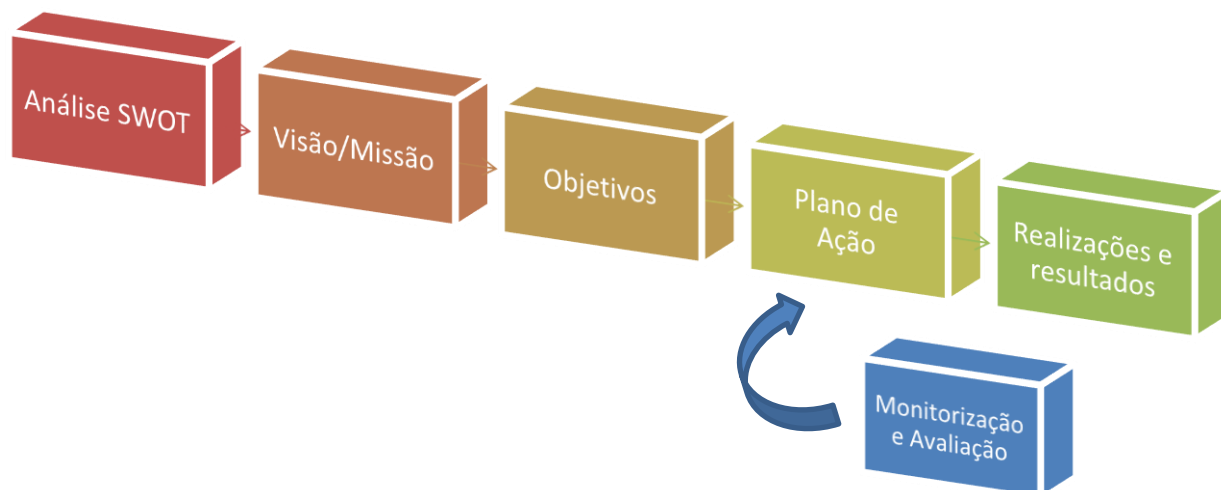 Análise SWOT
Visão/Missão
Objetivos
Plano de
Ação
Realizações e
resultados
Monitorização
e Avaliação